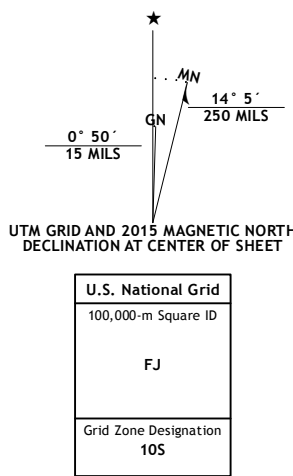 ★
MN
GN
0° 50´
15 MILS
14° 5´
250 MILS
UTM GRID AND 2015 MAGNETIC NORTH
DECLINATION AT CENTER OF SHEET
U.S. National Grid
100,000-m Square ID
FJ
Grid Zone Designation
10S